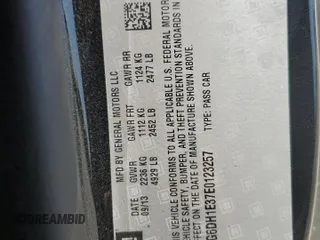 MFD BY GENERAL MOTORS LLC
DATE GVWR GAWR FRT GAWR RR
09/13 2236 KG 1112 KG 1124 KG
4929 LB 2452 LB 2477 LB
THIS VEHICLE CONFORMS TO ALL APPLICABLE U.S. FEDERAL MOTOR
VEHICLE SAFETY, BUMPER, AND THEFT PREVENTION STANDARDS
IN EFFECT ON THE DATE OF MANUFACTURE SHOWN ABOVE.
G6DH1E37E0123257 TYPE: PASS CAR
DREAMBID.COM